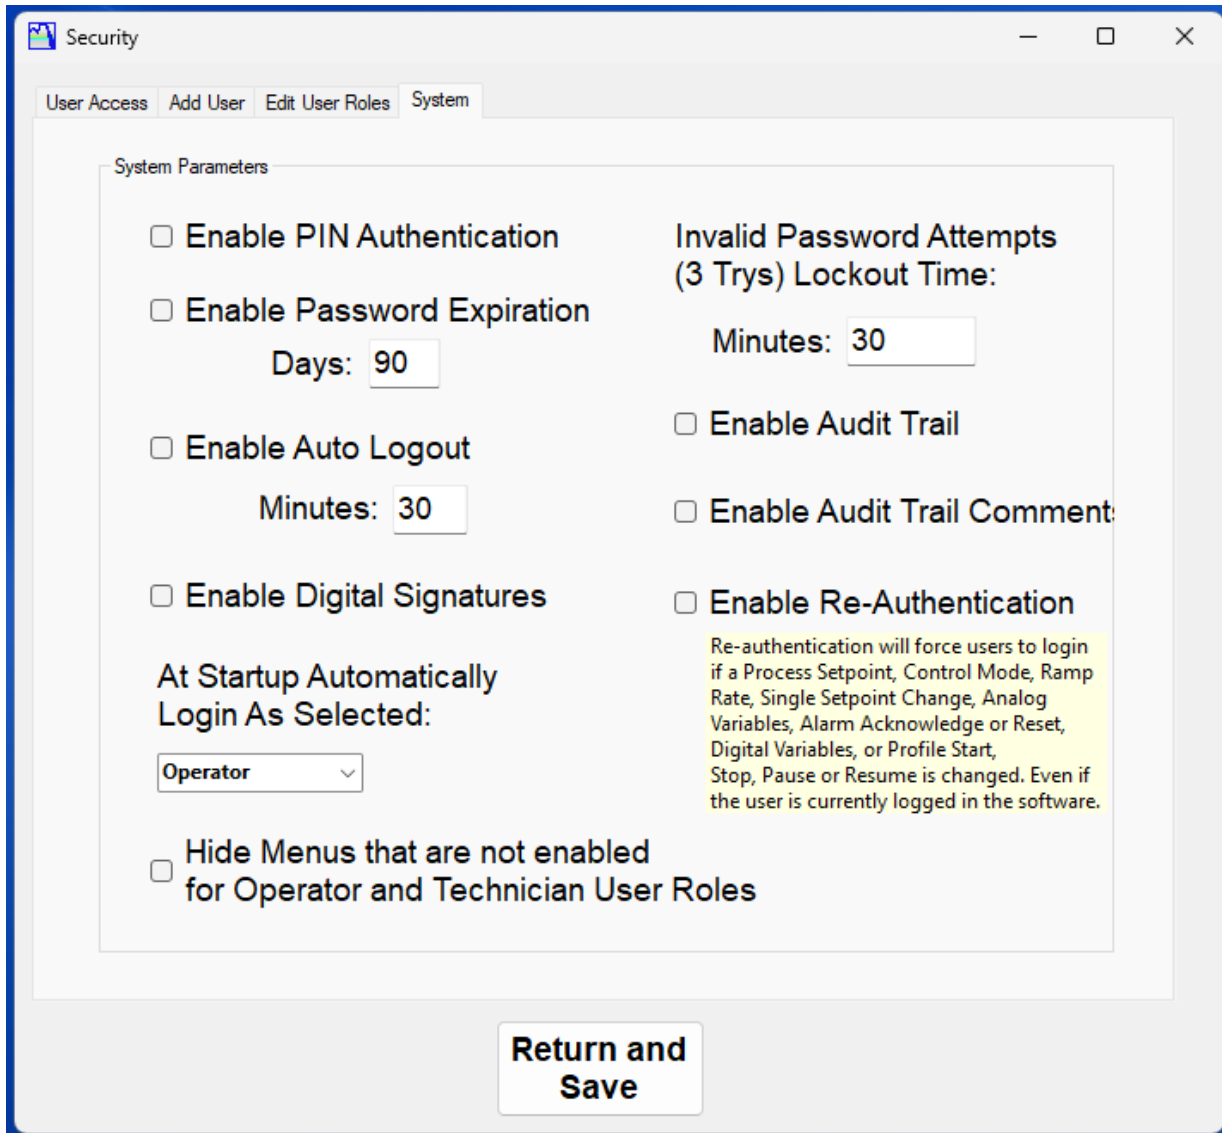 Security
User Access Add User Edit User Roles System
System Parameters
Enable PIN Authentication
Enable Password Expiration
Days: 90
Enable Auto Logout
Minutes: 30
Enable Digital Signatures
At Startup Automatically
Login As Selected:
Operator
Hide Menus that are not enabled
for Operator and Technician User Roles
Invalid Password Attempts
(3 Trys) Lockout Time:
Minutes: 30
Enable Audit Trail
Enable Audit Trail Comments
Enable Re-Authentication
Re-authentication will force users to login
if a Process Setpoint, Control Mode, Ramp
Rate, Single Setpoint Change, Analog
Variables, Alarm Acknowledge or Reset,
Digital Variables, or Profile Start,
Stop, Pause or Resume is changed. Even if
the user is currently logged in the software.
Return and
Save